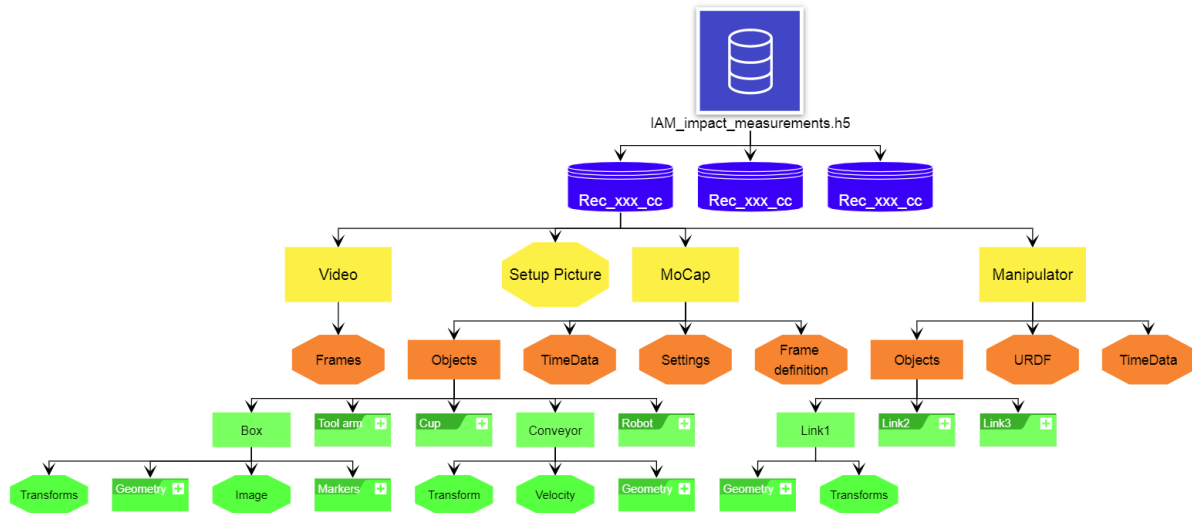 IAM_impact_measurements.h5
Rec_xxx_cc
Rec_xxx_cc
Rec_xxx_cc
Video
Setup Picture
MoCap
Manipulator
Frames
Objects
TimeData
Settings
Frame
definition
Objects
URDF
TimeData
Box
Tool arm
Cup
Conveyor
Robot
Link1
Link2
Link3
Transforms
Geometry
Image
Markers
Transform
Velocity
Geometry
Geometry
Transforms